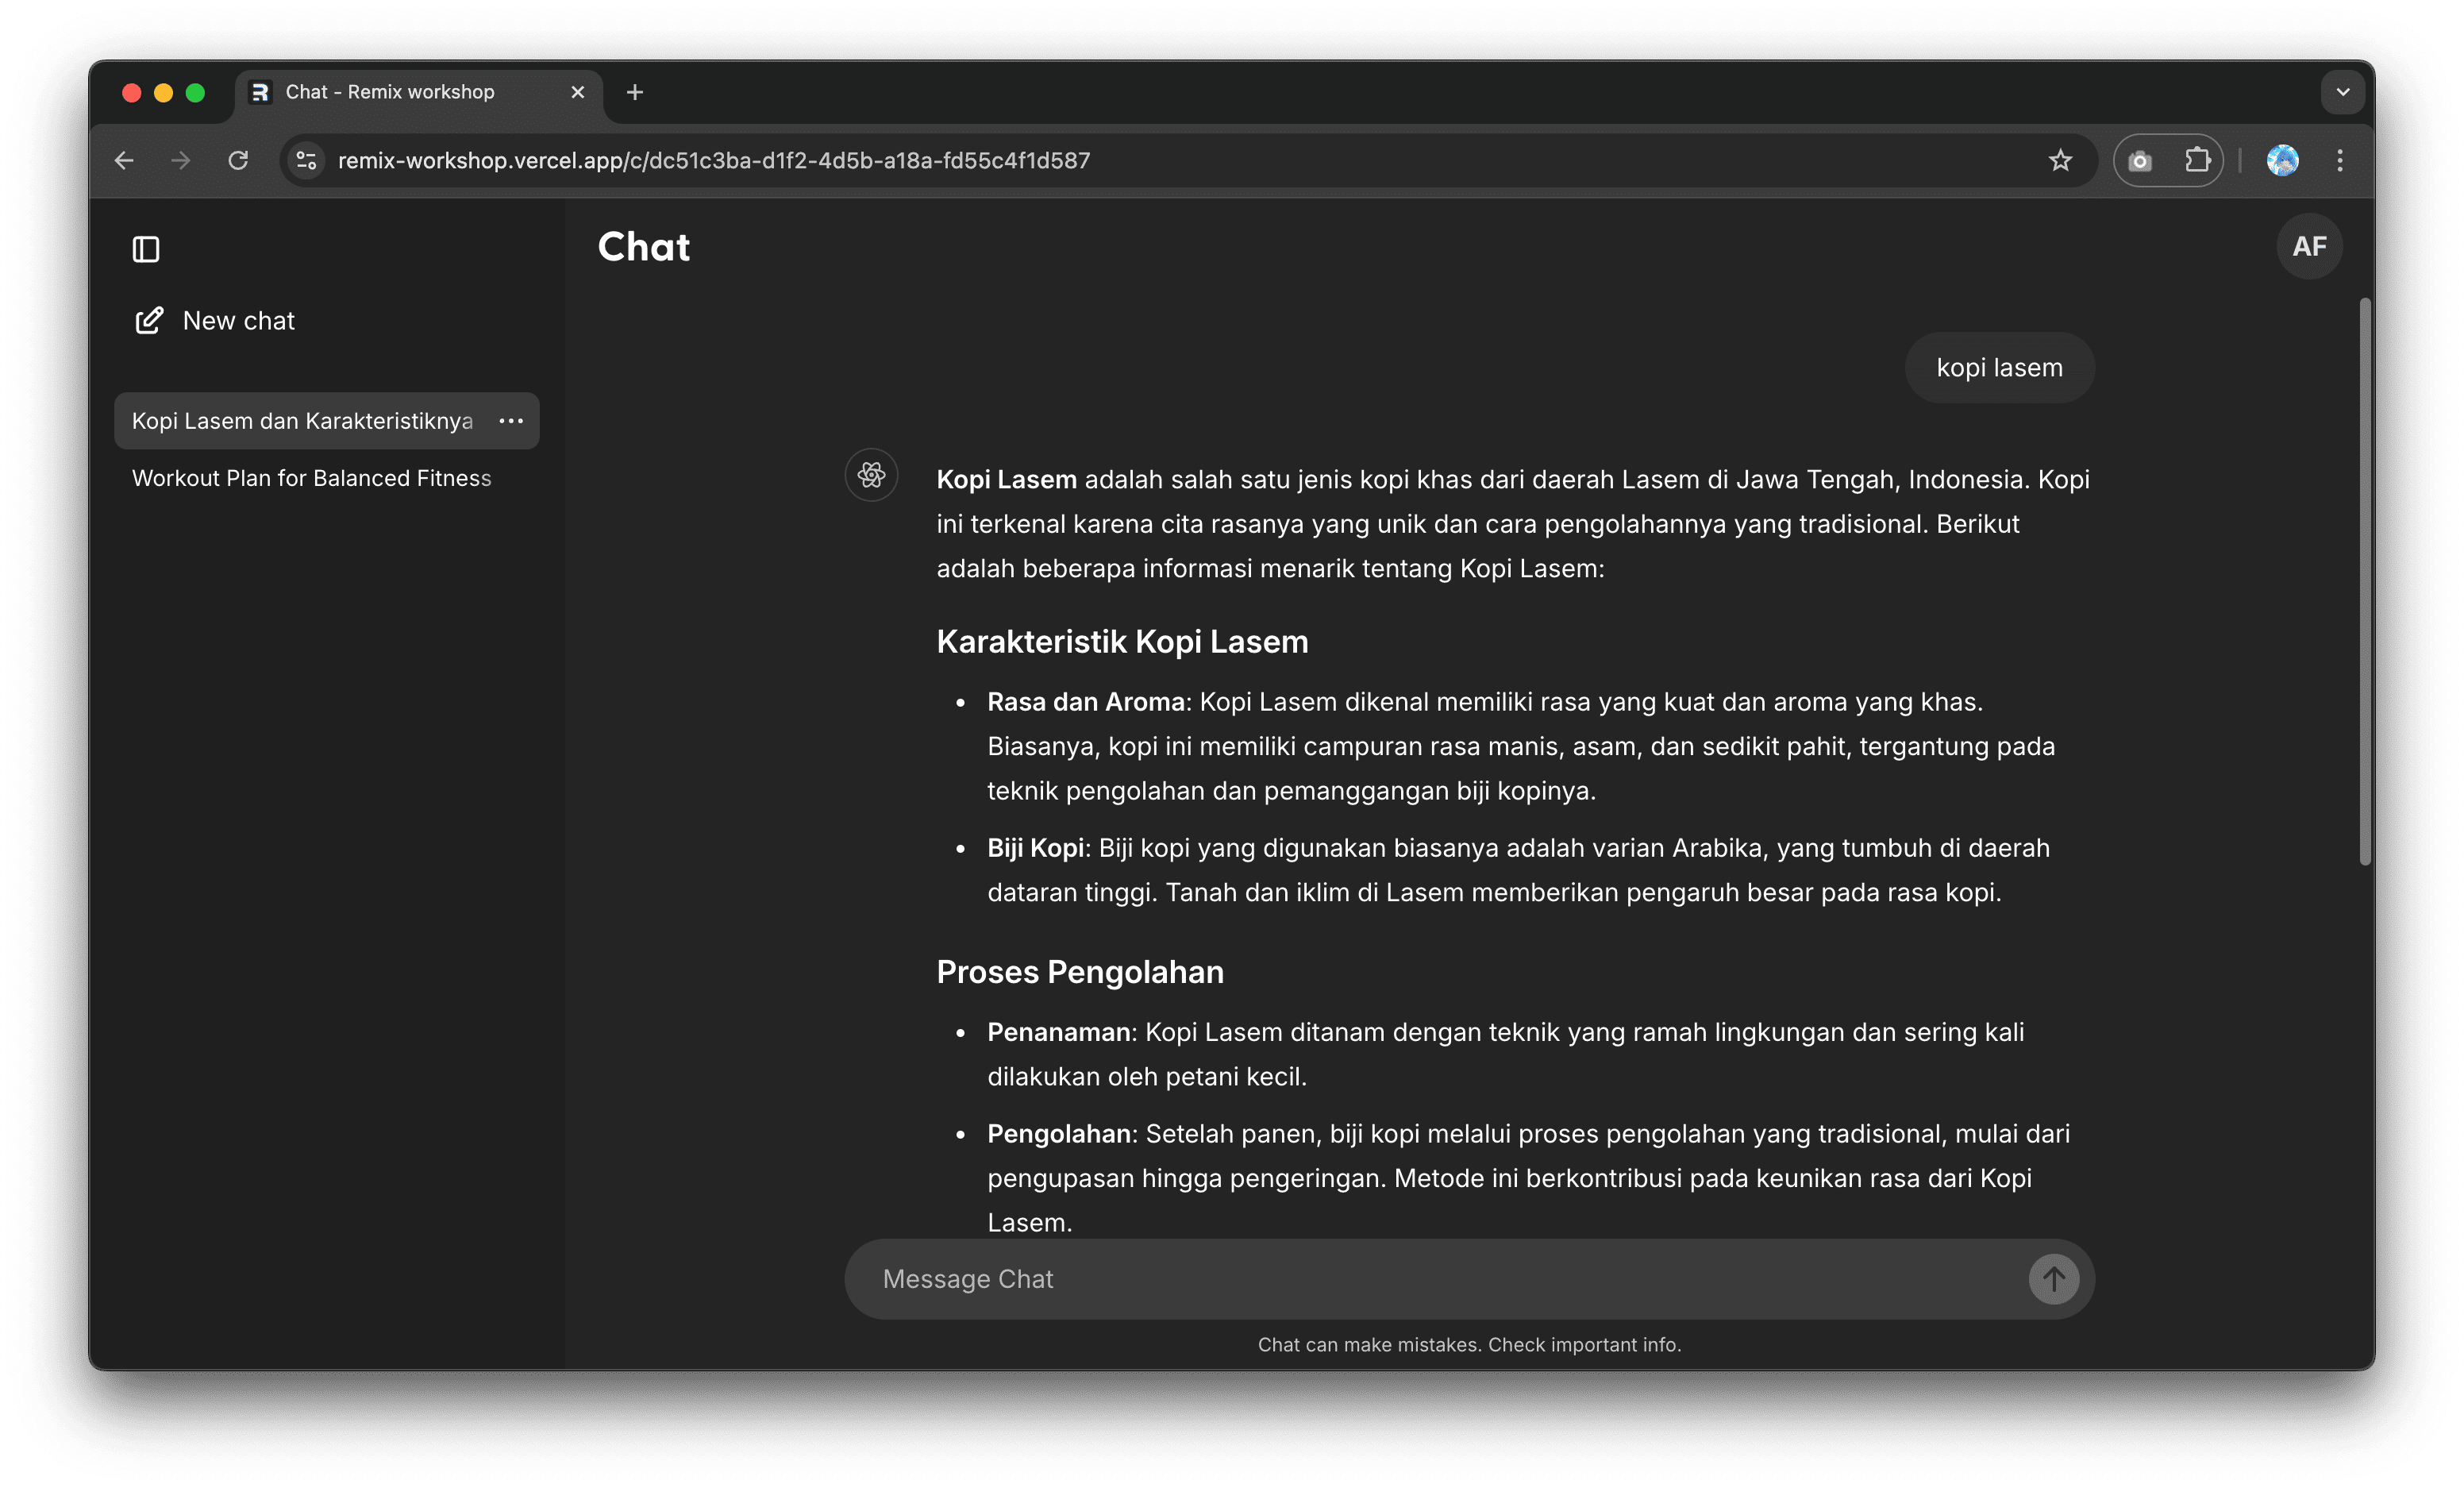 Chat - Remix workshop
remix-workshop.vercel.app/c/dc51c3ba-d1f2-4d5b-a18a-fd55c4f1d587
New chat
Kopi Lasem dan Karakteristiknya
Workout Plan for Balanced Fitness
Chat
AF
kopi lasem
Kopi Lasem adalah salah satu jenis kopi khas dari daerah Lasem di Jawa Tengah, Indonesia. Kopi
ini terkenal karena cita rasanya yang unik dan cara pengolahannya yang tradisional. Berikut
adalah beberapa informasi menarik tentang Kopi Lasem:
Karakteristik Kopi Lasem
• Rasa dan Aroma: Kopi Lasem dikenal memiliki rasa yang kuat dan aroma yang khas.
Biasanya, kopi ini memiliki campuran rasa manis, asam, dan sedikit pahit, tergantung pada
teknik pengolahan dan pemanggangan biji kopinya.
• Biji Kopi: Biji kopi yang digunakan biasanya adalah varian Arabika, yang tumbuh di daerah
dataran tinggi. Tanah dan iklim di Lasem memberikan pengaruh besar pada rasa kopi.
Proses Pengolahan
• Penanaman: Kopi Lasem ditanam dengan teknik yang ramah lingkungan dan sering kali
dilakukan oleh petani kecil.
• Pengolahan: Setelah panen, biji kopi melalui proses pengolahan yang tradisional, mulai dari
pengupasan hingga pengeringan. Metode ini berkontribusi pada keunikan rasa dari Kopi
Lasem.
Message Chat
Chat can make mistakes. Check important info.